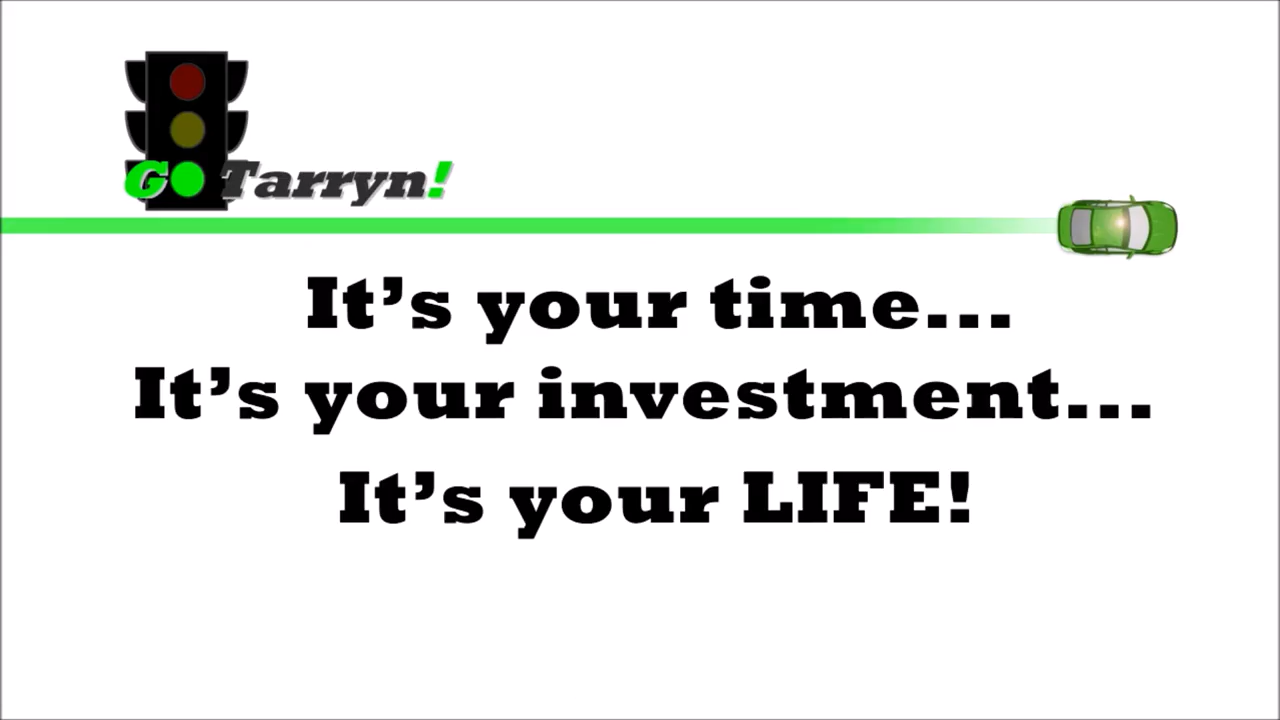 GO Tarryn!
It’s your time...
It’s your investment...
It’s your LIFE!